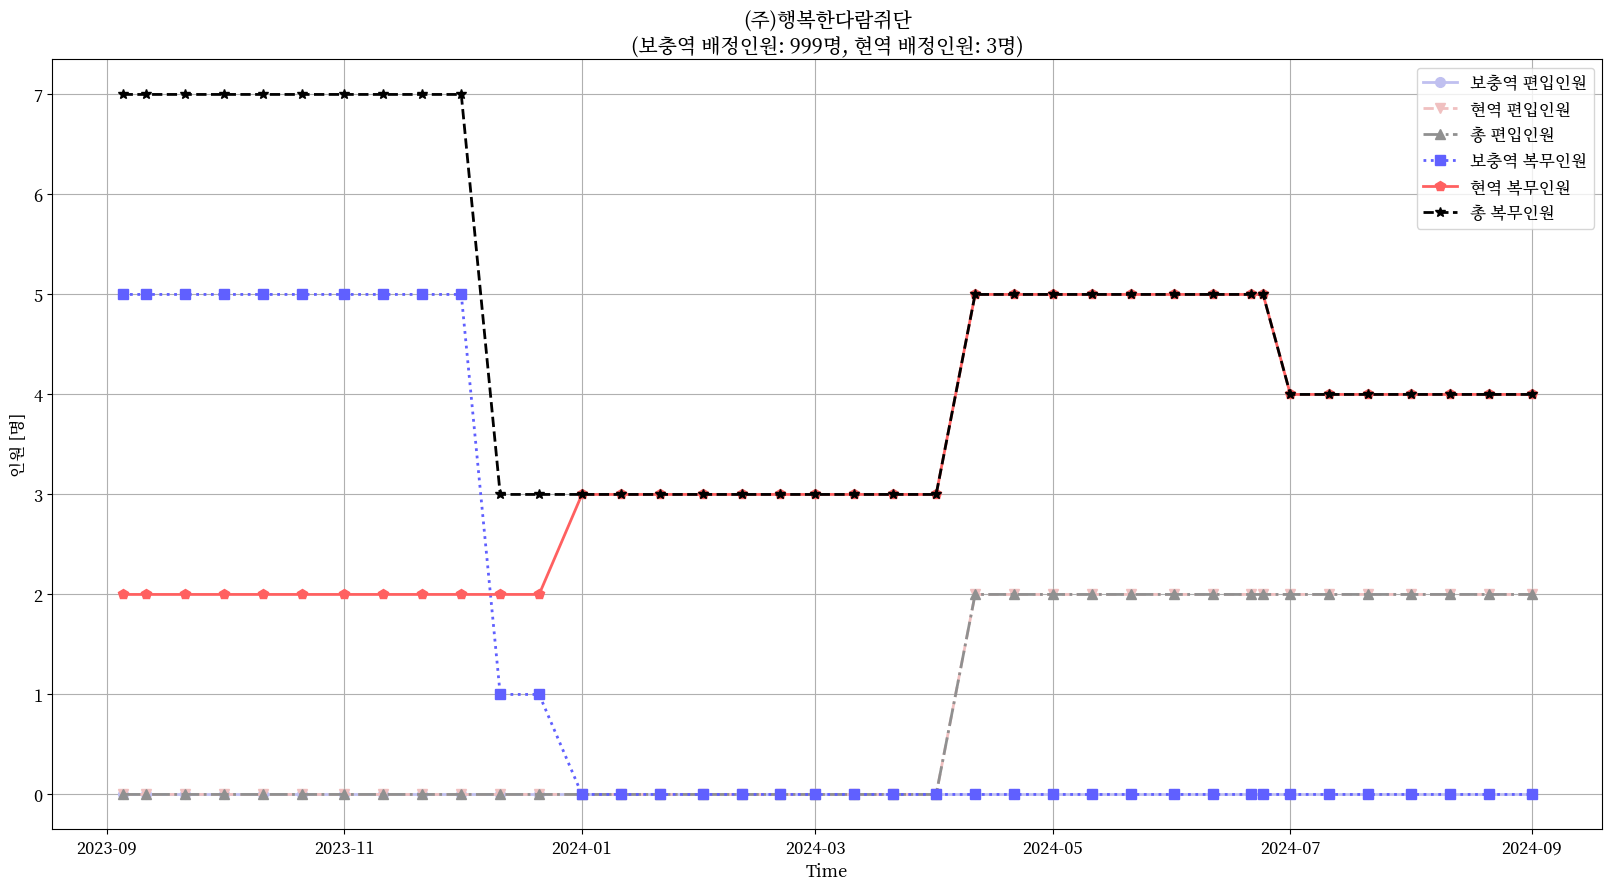 (주)행복한다람쥐단
(보충역 배정인원: 999명, 현역 배정인원: 3명)
보충역 편입인원
현역 편입인원
총 편입인원
보충역 복무인원
현역 복무인원
총 복무인원
7
6
5
4
3
2
1
0
인원 [명]
2023-09
2023-11
2024-01
2024-03
2024-05
2024-07
2024-09
Time